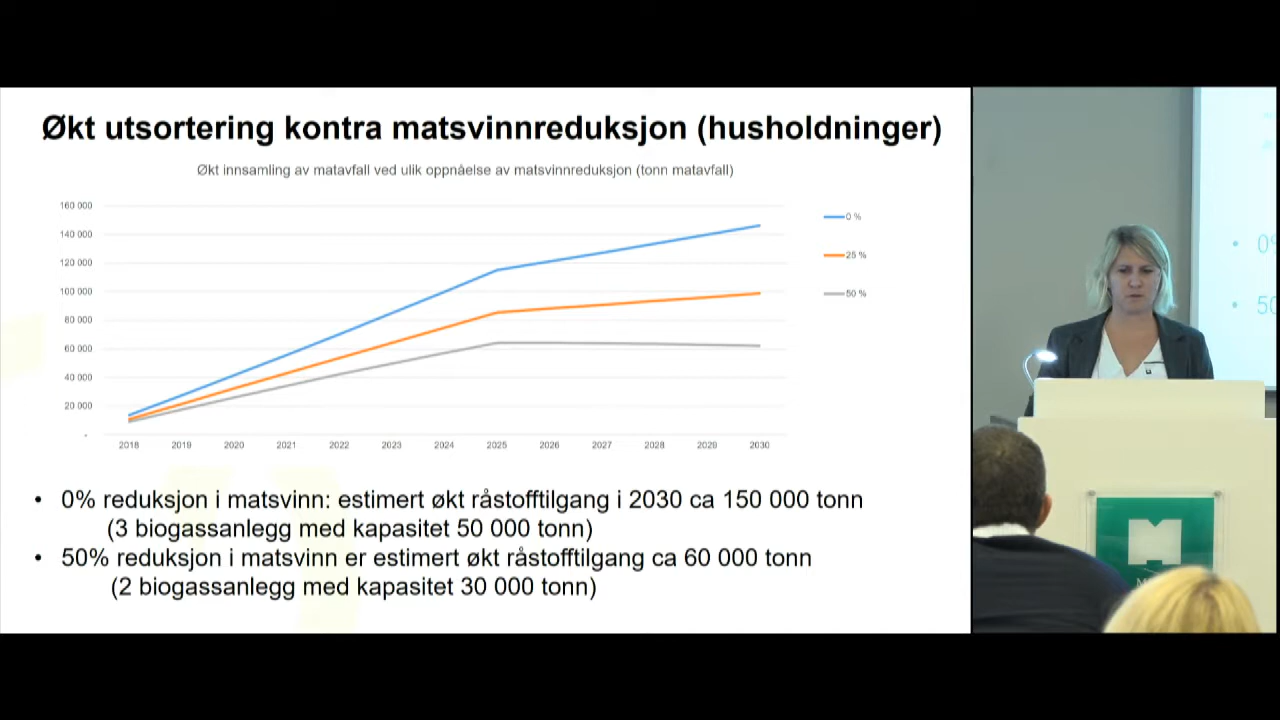 Økt utsortering kontra matsvinnreduksjon (husholdninger)
Økt innsamling av matavfall ved ulik oppnåelse av matsvinnreduksjon (tonn matavfall)
160 000
140 000
120 000
100 000
80 000
60 000
40 000
20 000
-
2018 2019 2020 2021 2022 2023 2024 2025 2026 2027 2028 2029 2030
0 %
25 %
50 %
• 0% reduksjon i matsvinn: estimert økt råstofftilgang i 2030 ca 150 000 tonn
(3 biogassanlegg med kapasitet 50 000 tonn)
• 50% reduksjon i matsvinn er estimert økt råstofftilgang ca 60 000 tonn
(2 biogassanlegg med kapasitet 30 000 tonn)